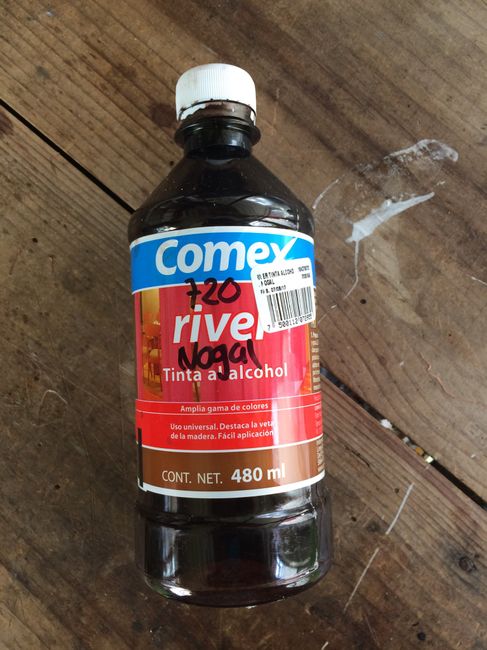 Comex
720
river
Nogal
Tinta al alcohol
Amplia gama de colores
Uso universal. Destaca la veta
de la madera. Fácil aplicación
CONT. NET. 480 ml